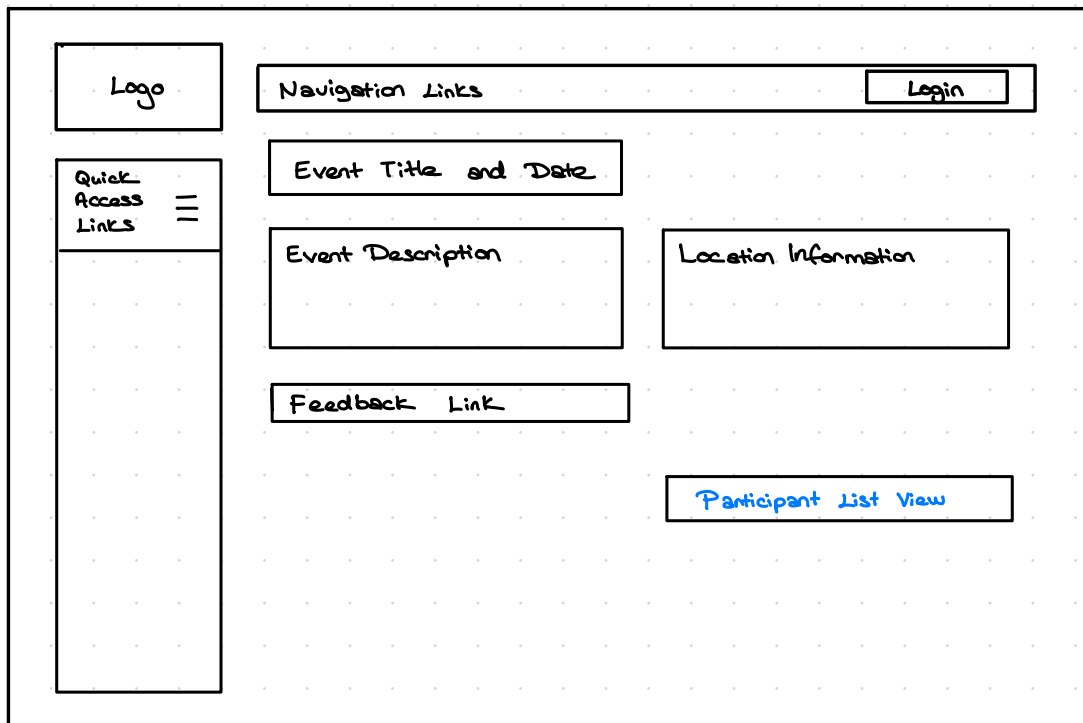 Logo
Navigation Links
Login
Quick
Access
Links
Event Title and Date
Event Description
Location Information
Feedback Link
Participant List View